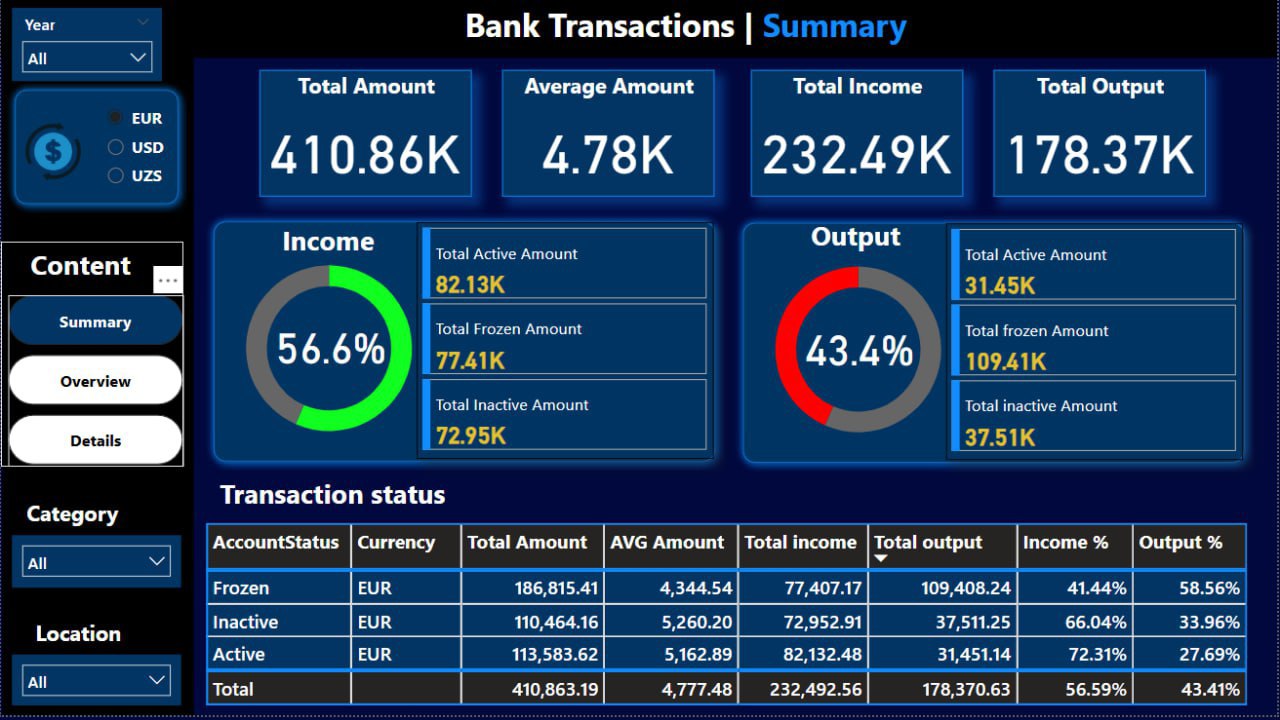 Bank Transactions | Summary
Year
All
$
EUR
USD
UZS
Content
...
Summary
Overview
Details
Category
All
Location
All
Total Amount
410.86K
Average Amount
4.78K
Total Income
232.49K
Total Output
178.37K
Income
56.6%
Total Active Amount
82.13K
Total Frozen Amount
77.41K
Total Inactive Amount
72.95K
Output
43.4%
Total Active Amount
31.45K
Total frozen Amount
109.41K
Total inactive Amount
37.51K
Transaction status
AccountStatus Currency Total Amount AVG Amount Total income Total output Income % Output %
Frozen EUR 186,815.41 4,344.54 77,407.17 109,408.24 41.44% 58.56%
Inactive EUR 110,464.16 5,260.20 72,952.91 37,511.25 66.04% 33.96%
Active EUR 113,583.62 5,162.89 82,132.48 31,451.14 72.31% 27.69%
Total 410,863.19 4,777.48 232,492.56 178,370.63 56.59% 43.41%